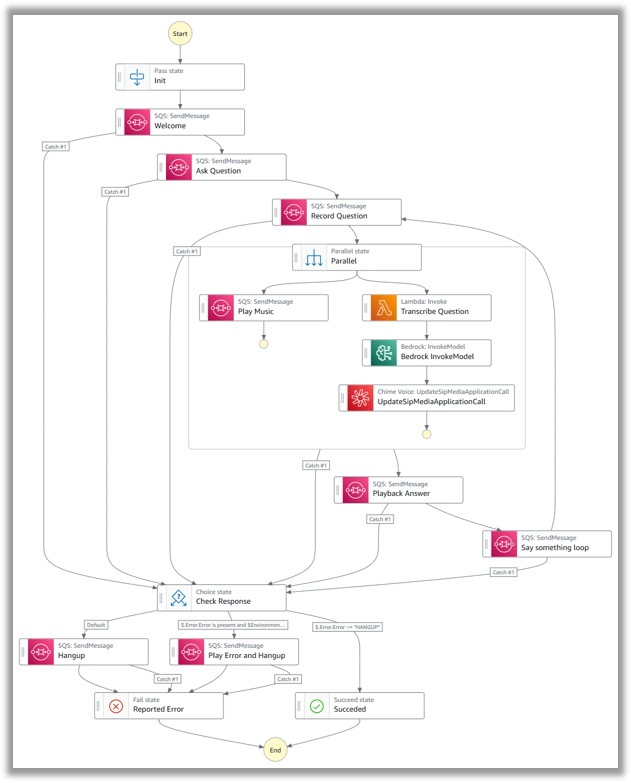 Start
Pass state
Init
SQS: SendMessage
Welcome
Catch #1
SQS: SendMessage
Ask Question
Catch #1
SQS: SendMessage
Record Question
Catch #1
Parallel state
Parallel
SQS: SendMessage
Play Music
Lambda: Invoke
Transcribe Question
Bedrock: InvokeModel
Bedrock InvokeModel
Chime Voice: UpdateSipMediaApplicationCall
UpdateSipMediaApplicationCall
Catch #1
SQS: SendMessage
Playback Answer
Catch #1
SQS: SendMessage
Say something loop
Catch #1
Choice state
Check Response
Default
$.Error.Error is present and $Environmen...
$.Error.Error == "HANGUP"
SQS: SendMessage
Hangup
SQS: SendMessage
Play Error and Hangup
Catch #1
Catch #1
Fail state
Reported Error
Succeed state
Succeded
End